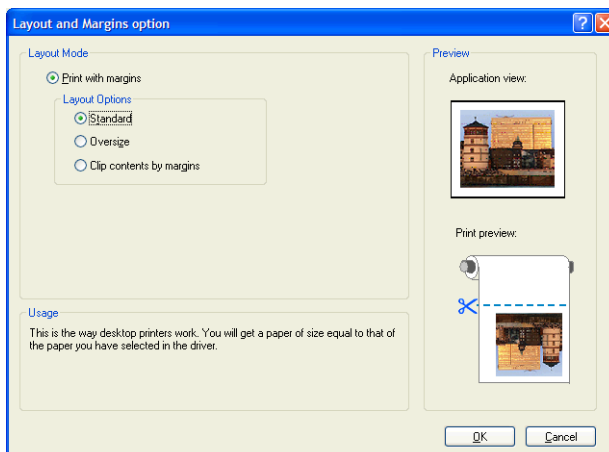 Layout and Margins option
Layout Mode
Print with margins
Layout Options
Standard
Oversize
Clip contents by margins
Usage
This is the way desktop printers work. You will get a paper of size equal to that of
the paper you have selected in the driver.
Preview
Application view:
Print preview:
OK
Cancel